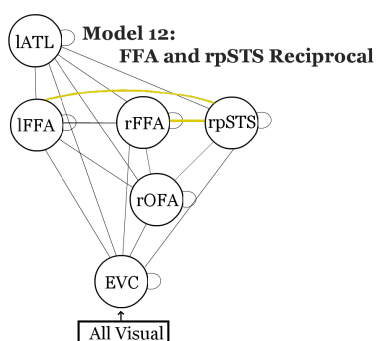 lATL
Model 12:
FFA and rpSTS Reciprocal
lFFA
rFFA
rpSTS
rOFA
EVC
All Visual